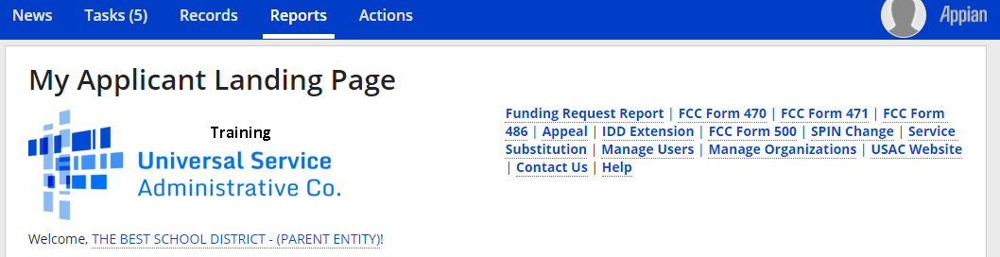 News Tasks (5) Records Reports Actions Appian
My Applicant Landing Page
Training
Universal Service
Administrative Co.
Funding Request Report | FCC Form 470 | FCC Form 471 | FCC Form
486 | Appeal | IDD Extension | FCC Form 500 | SPIN Change | Service
Substitution | Manage Users | Manage Organizations | USAC Website
| Contact Us | Help
Welcome, THE BEST SCHOOL DISTRICT - (PARENT ENTITY)!